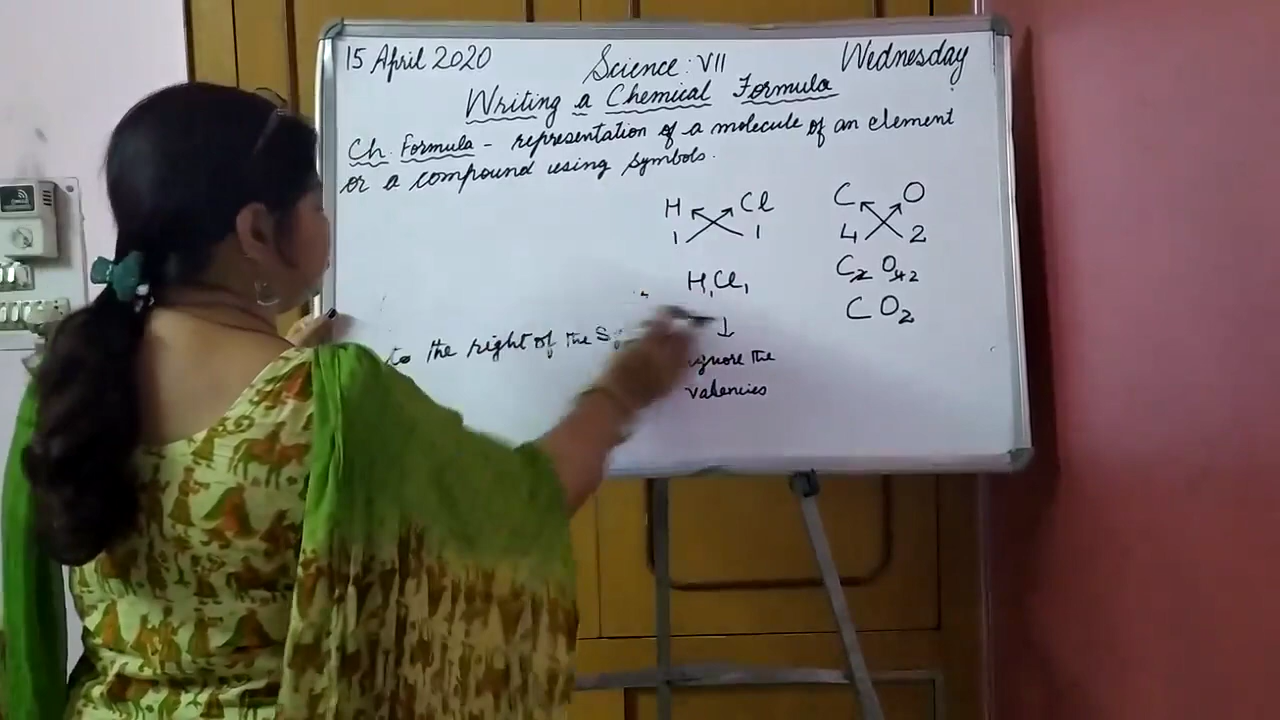 15 April 2020 Science: VII Wednesday
Writing a Chemical Formula
Ch. Formula - representation of a molecule of an element
or a compound using symbols.
H Cl C O
1 1 4 2
H₁Cl₁
C₂ O₄₂
C O₂
↓
to the right of the
ignore the
valencies